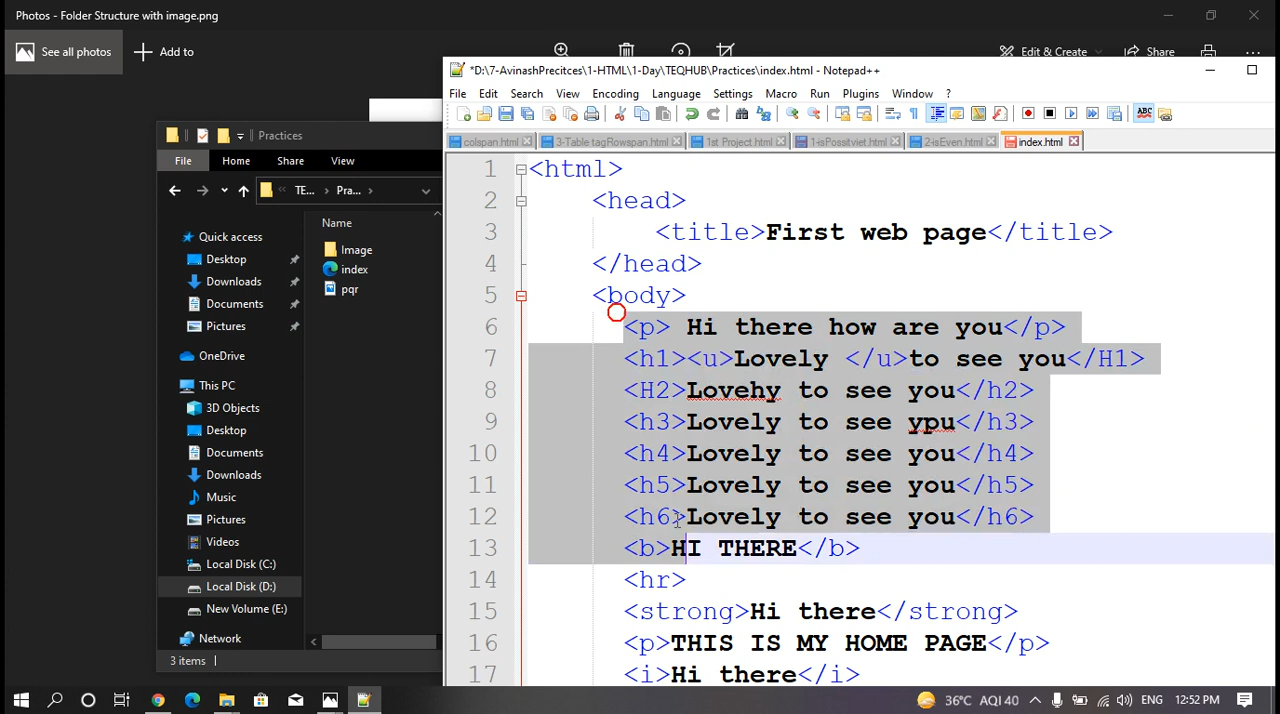 Photos - Folder Structure with image.png
See all photos
Add to
Edit & Create
Share
Practices
File Home Share View
TE... › Pra... ›
Quick access
Desktop
Downloads
Documents
Pictures
OneDrive
This PC
3D Objects
Desktop
Documents
Downloads
Music
Pictures
Videos
Local Disk (C:)
Local Disk (D:)
New Volume (E:)
Network
Name
Image
index
pqr
3 items
*D:\7-AvinashPrecitces\1-HTML\1-Day\TEQHUB\Practices\index.html - Notepad++
File Edit Search View Encoding Language Settings Macro Run Plugins Window ?
ABC
colspan.html 3-Table tagRowspan.html 1st Project.html 1-isPossitviet.html 2-isEven.html index.html
1 <html>
2 <head>
3 <title>First web page</title>
4 </head>
5 <body>
6 <p> Hi there how are you</p>
7 <h1><u>Lovely </u>to see you</H1>
8 <H2>Lovehy to see you</h2>
9 <h3>Lovely to see ypu</h3>
10 <h4>Lovely to see you</h4>
11 <h5>Lovely to see you</h5>
12 <h6>Lovely to see you</h6>
13 <b>HI THERE</b>
14 <hr>
15 <strong>Hi there</strong>
16 <p>THIS IS MY HOME PAGE</p>
17 <i>Hi there</i>
36°C AQI 40 ENG 12:52 PM